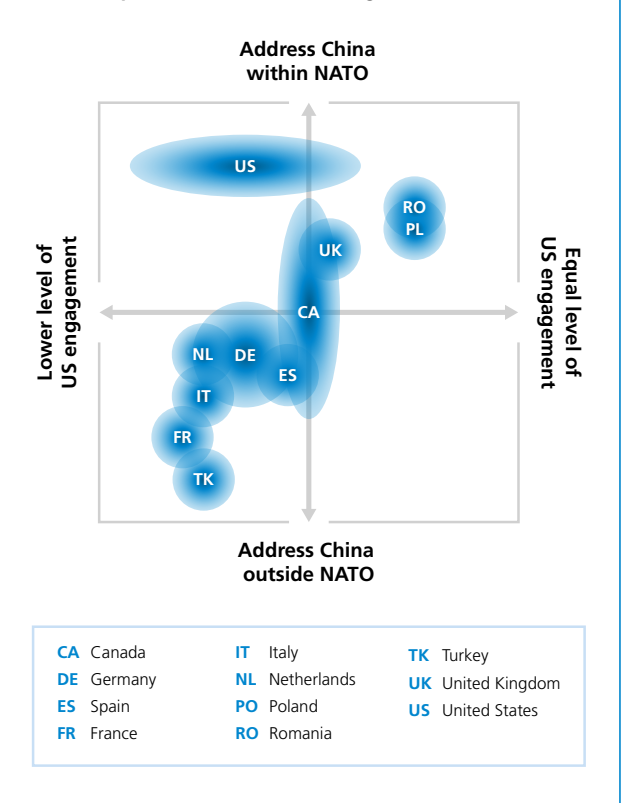 Address China
within NATO
US
RO
PL
UK
Lower level of
US engagement
Equal level of
US engagement
CA
NL
DE
ES
IT
FR
TK
Address China
outside NATO
CA Canada
DE Germany
ES Spain
FR France
IT Italy
NL Netherlands
PO Poland
RO Romania
TK Turkey
UK United Kingdom
US United States